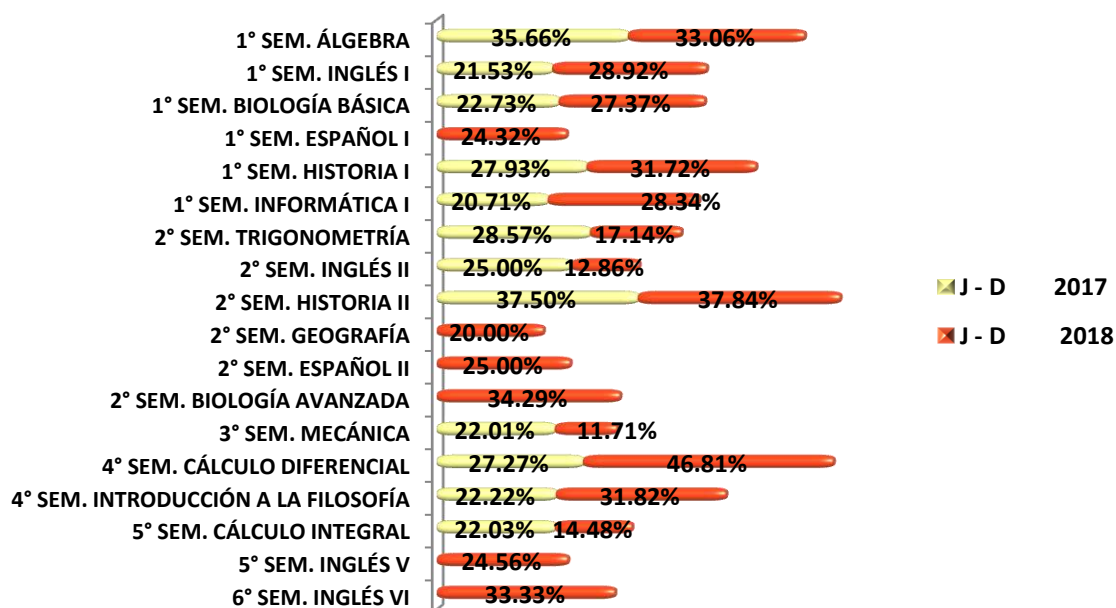 1° SEM. ÁLGEBRA 35.66% 33.06%
1° SEM. INGLÉS I 21.53% 28.92%
1° SEM. BIOLOGÍA BÁSICA 22.73% 27.37%
1° SEM. ESPAÑOL I 24.32%
1° SEM. HISTORIA I 27.93% 31.72%
1° SEM. INFORMÁTICA I 20.71% 28.34%
2° SEM. TRIGONOMETRÍA 28.57% 17.14%
2° SEM. INGLÉS II 25.00% 12.86%
2° SEM. HISTORIA II 37.50% 37.84%
2° SEM. GEOGRAFÍA 20.00%
2° SEM. ESPAÑOL II 25.00%
2° SEM. BIOLOGÍA AVANZADA 34.29%
3° SEM. MECÁNICA 22.01% 11.71%
4° SEM. CÁLCULO DIFERENCIAL 27.27% 46.81%
4° SEM. INTRODUCCIÓN A LA FILOSOFÍA 22.22% 31.82%
5° SEM. CÁLCULO INTEGRAL 22.03% 14.48%
5° SEM. INGLÉS V 24.56%
6° SEM. INGLÉS VI 33.33%
J - D 2017
J - D 2018